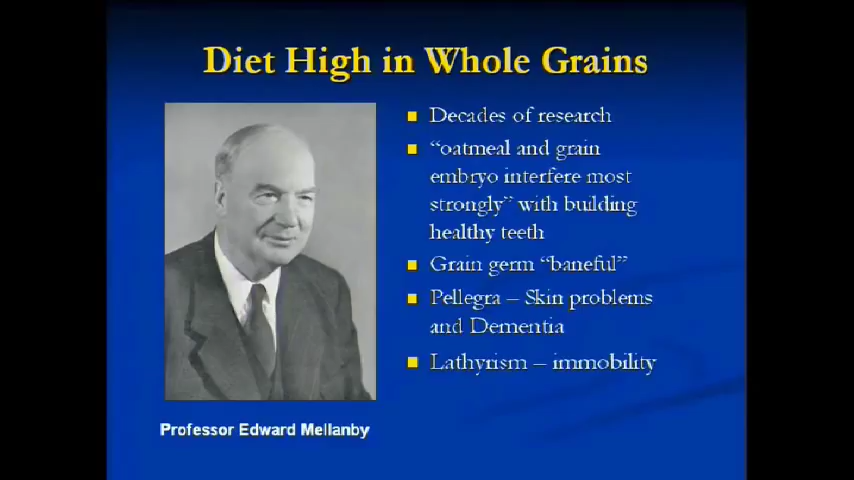 Diet High in Whole Grains
Decades of research
“oatmeal and grain
embryo interfere most
strongly” with building
healthy teeth
Grain germ “baneful”
Pellegra – Skin problems
and Dementia
Lathyrism – immobility
Professor Edward Mellanby